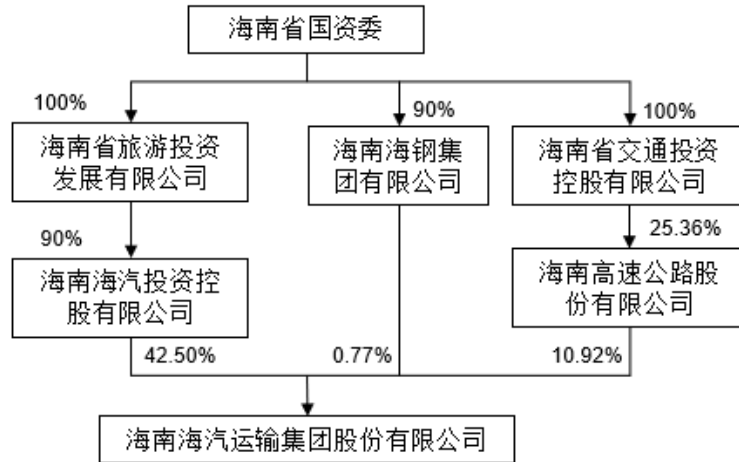 海南省国资委
100%
90%
100%
海南省旅游投资
发展有限公司
海南海钢集
团有限公司
海南省交通投资
控股有限公司
90%
25.36%
海南海汽投资控
股有限公司
海南高速公路股
份有限公司
42.50%
0.77%
10.92%
海南海汽运输集团股份有限公司